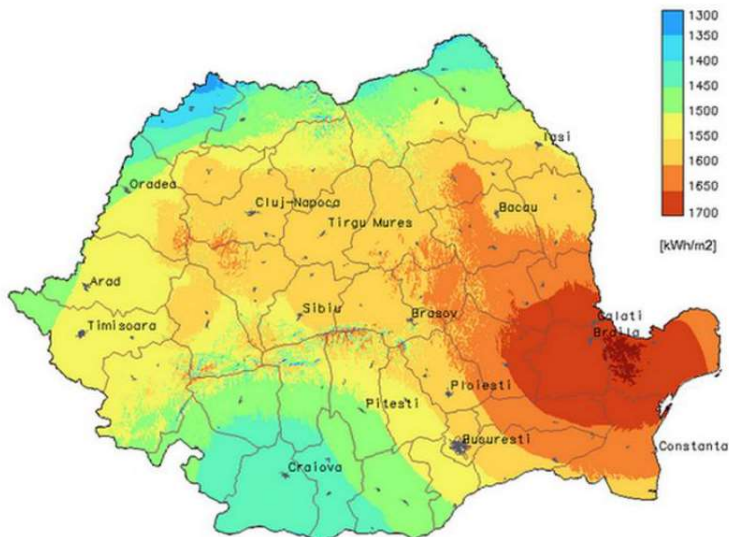 1300
1350
1400
1450
1500
1550
1600
1650
1700
[kWh/m2]
Iasi
Oradea
Cluj-Napoca
Tirgu Mures
Bacau
Arad
Timisoara
Sibiu
Brasov
Galati
Braila
Ploiesti
Pitesti
Bucuresti
Constanta
Craiova